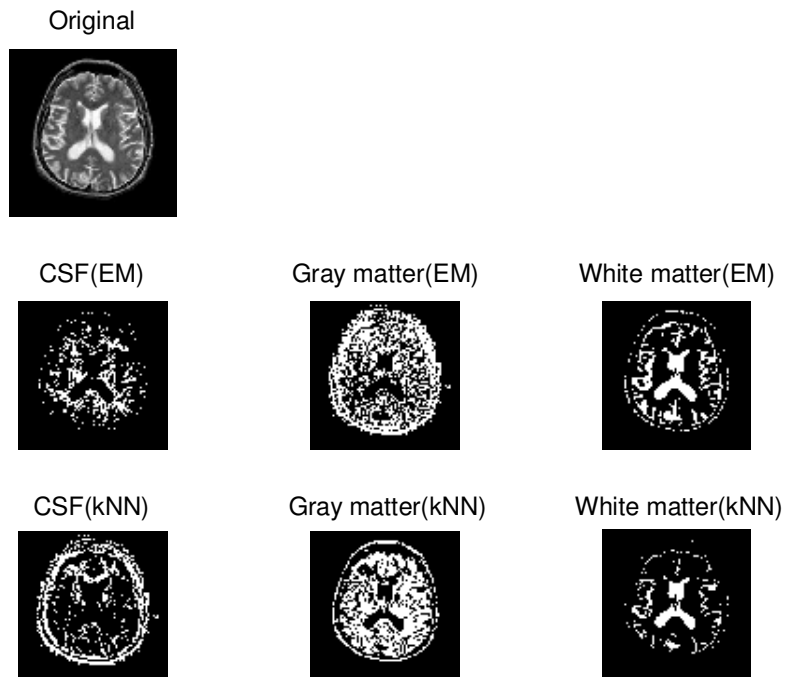 Original
CSF(EM)
Gray matter(EM)
White matter(EM)
CSF(kNN)
Gray matter(kNN)
White matter(kNN)